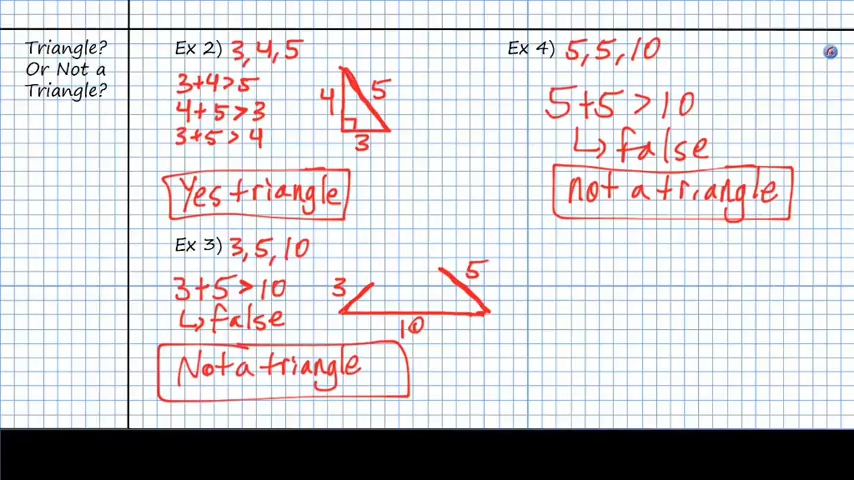 Triangle?
Or Not a
Triangle?
Ex 2) 3, 4, 5
3+4>5
4+5>3
3+5>4
4
5
3
Yes triangle
Ex 3) 3, 5, 10
3+5>10
↳ false
3
5
10
Not a triangle
Ex 4) 5, 5, 10
5+5>10
↳ false
not a triangle